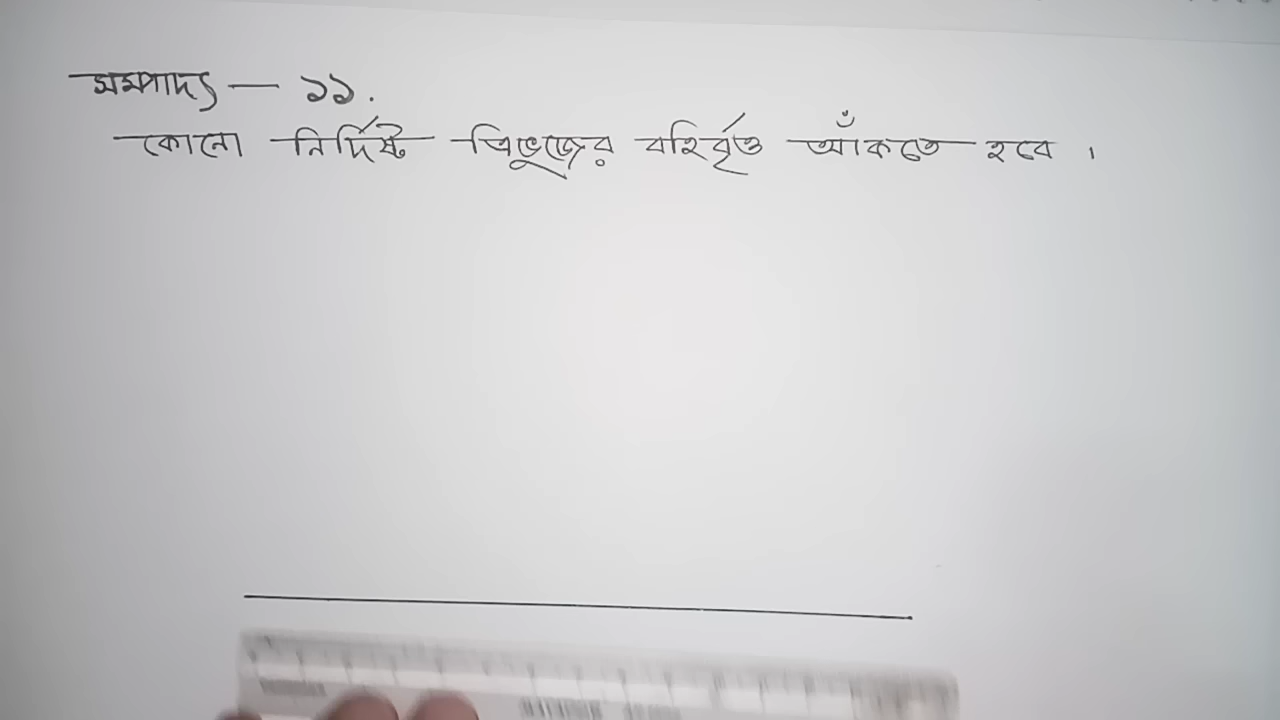 সম্পাদ্য — ১১.
কোনো নির্দিষ্ট ত্রিভুজের বহির্বৃত্ত আঁকতে হবে ।